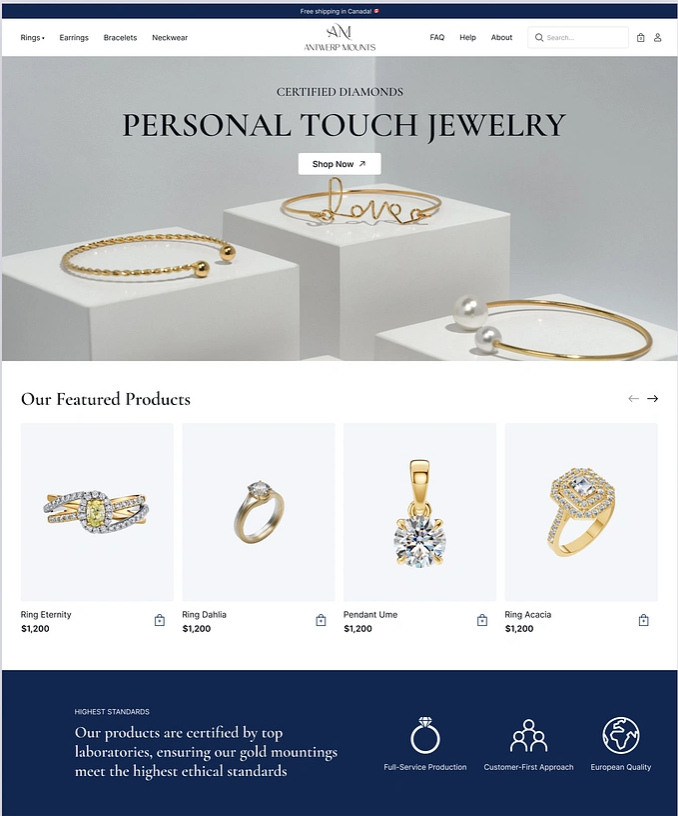 Free shipping in Canada!
Rings Earrings Bracelets Neckwear
AM
ANTWERP MOUNTS
FAQ Help About Search...
CERTIFIED DIAMONDS
PERSONAL TOUCH JEWELRY
Shop Now
love
Our Featured Products
Ring Eternity
$1,200
Ring Dahlia
$1,200
Pendant Ume
$1,200
Ring Acacia
$1,200
HIGHEST STANDARDS
Our products are certified by top
laboratories, ensuring our gold mountings
meet the highest ethical standards
Full-Service Production
Customer-First Approach
European Quality